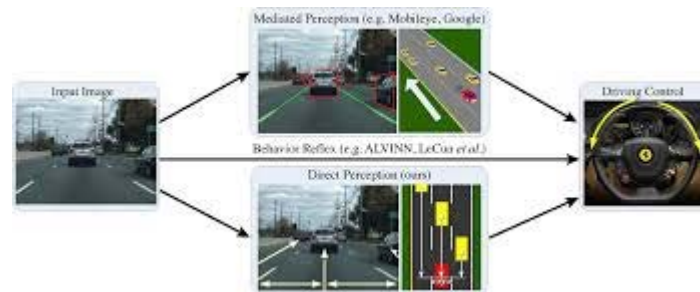 Mediated Perception (e.g. Mobileye, Google)
Input Image
Driving Control
Behavior Reflex (e.g. ALVINN, LeCun et al.)
Direct Perception (ours)